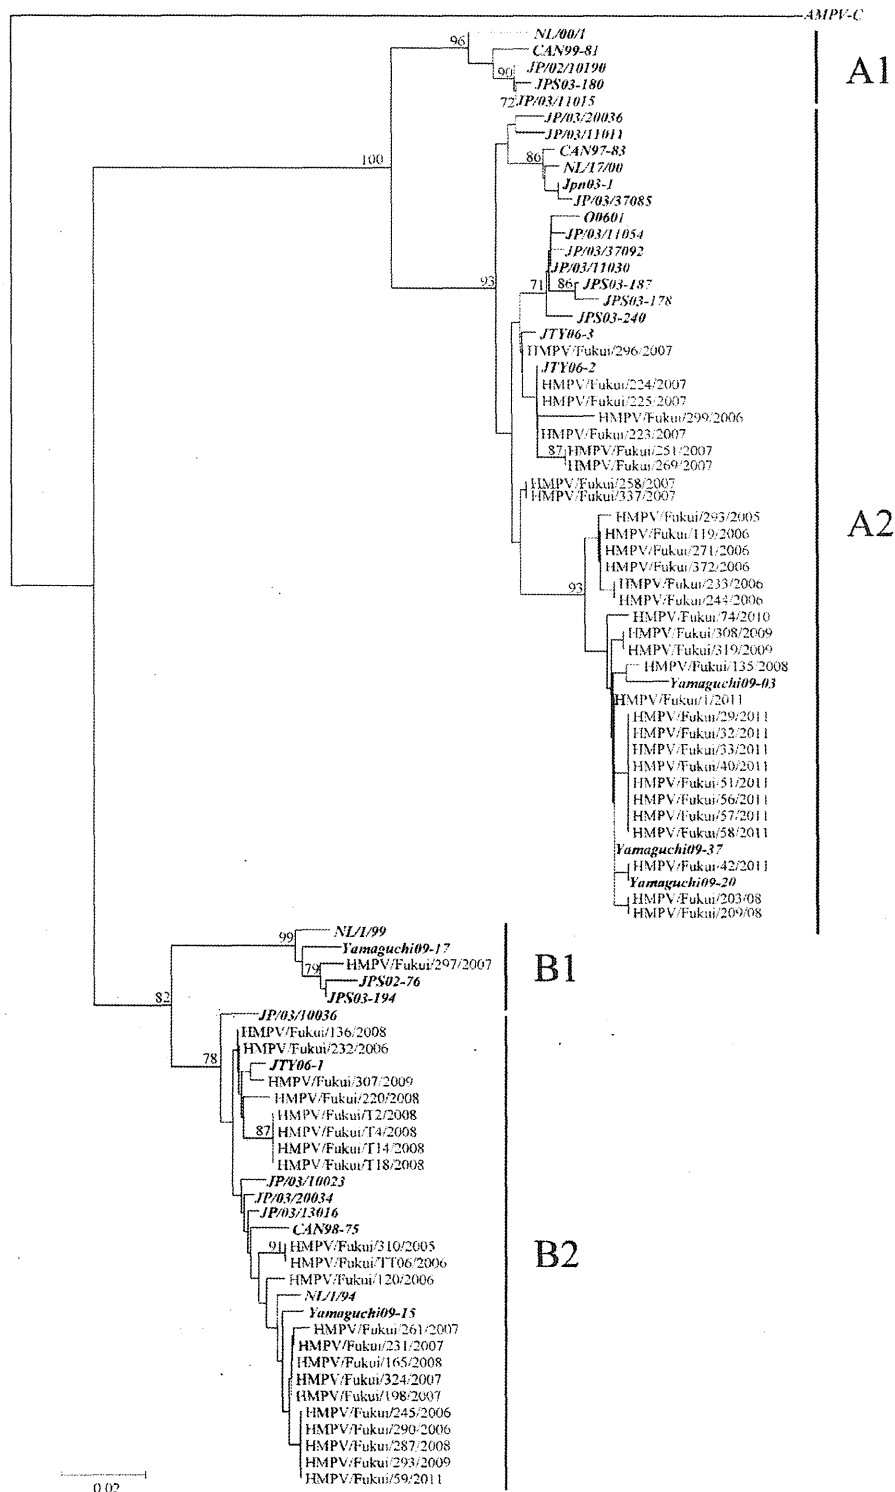 AMPV-C
NL/00/1
96
CAN99-81
A1
90
JP/02/10190
JPS03-180
72
JP/03/11015
JP/03/20036
JP/03/11011
CAN97-83
86
100
NL/17/00
Jpn03-1
JP/03/37085
O0601
JP/03/11054
JP/03/37092
JP/03/11030
93
71
86
JPS03-187
JPS03-178
JPS03-240
JTY06-3
HMPV/Fukui/296/2007
JTY06-2
HMPV/Fukui/224/2007
HMPV/Fukui/225/2007
HMPV/Fukui/299/2006
HMPV/Fukui/223/2007
87
HMPV/Fukui/251/2007
HMPV/Fukui/269/2007
HMPV/Fukui/258/2007
HMPV/Fukui/337/2007
HMPV/Fukui/293/2005
A2
HMPV/Fukui/119/2006
HMPV/Fukui/271/2006
HMPV/Fukui/372/2006
93
HMPV/Fukui/233/2006
HMPV/Fukui/244/2006
HMPV/Fukui/74/2010
HMPV/Fukui/308/2009
HMPV/Fukui/319/2009
HMPV/Fukui/135/2008
Yamaguchi09-03
HMPV/Fukui/1/2011
HMPV/Fukui/29/2011
HMPV/Fukui/32/2011
HMPV/Fukui/33/2011
HMPV/Fukui/40/2011
HMPV/Fukui/51/2011
HMPV/Fukui/56/2011
HMPV/Fukui/57/2011
HMPV/Fukui/58/2011
Yamaguchi09-37
HMPV/Fukui/42/2011
Yamaguchi09-20
HMPV/Fukui/203/08
HMPV/Fukui/209/08
NL/1/99
99
Yamaguchi09-17
79
HMPV/Fukui/297/2007
B1
JPS02-76
JPS03-194
82
JP/03/10036
HMPV/Fukui/136/2008
HMPV/Fukui/232/2006
78
JTY06-1
HMPV/Fukui/307/2009
HMPV/Fukui/220/2008
HMPV/Fukui/T2/2008
87
HMPV/Fukui/T4/2008
HMPV/Fukui/T14/2008
HMPV/Fukui/T18/2008
JP/03/10023
JP/03/20034
JP/03/13016
CAN98-75
91
HMPV/Fukui/310/2005
B2
HMPV/Fukui/TT06/2006
HMPV/Fukui/120/2006
NL/1/94
Yamaguchi09-15
HMPV/Fukui/261/2007
HMPV/Fukui/231/2007
HMPV/Fukui/165/2008
HMPV/Fukui/324/2007
HMPV/Fukui/198/2007
HMPV/Fukui/245/2006
HMPV/Fukui/290/2006
HMPV/Fukui/287/2008
HMPV/Fukui/293/2009
HMPV/Fukui/59/2011
0.02